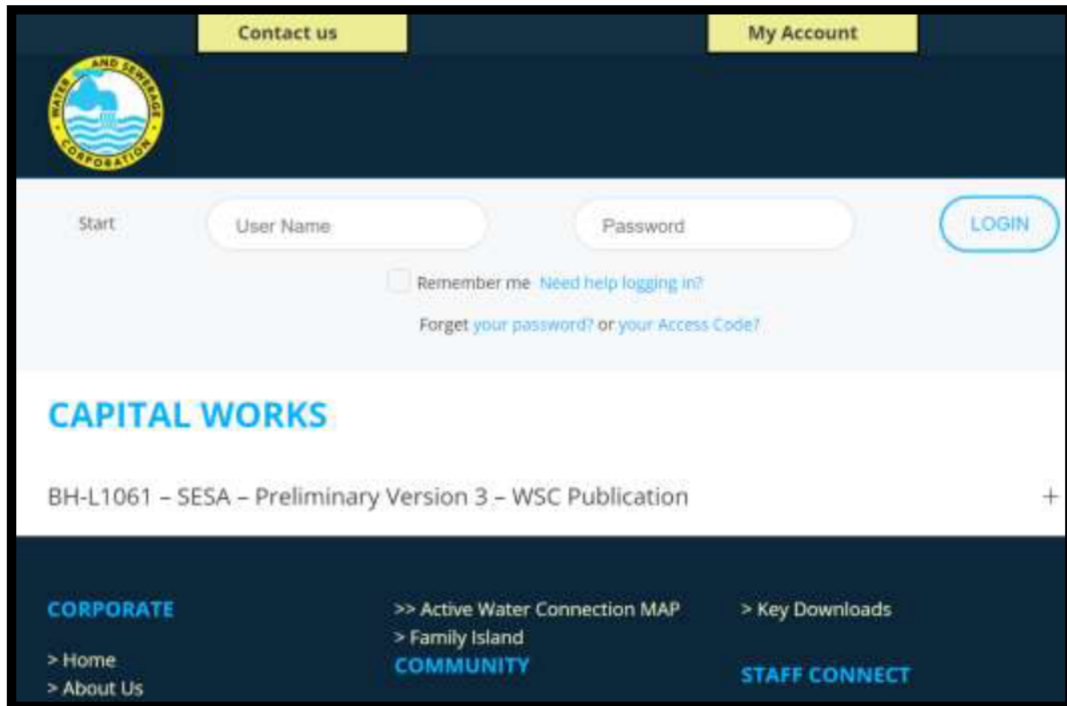 Contact us
My Account
WATER AND SEWERAGE
CORPORATION
Start
User Name
Password
LOGIN
Remember me Need help logging in?
Forget your password? or your Access Code?
CAPITAL WORKS
BH-L1061 – SESA – Preliminary Version 3 – WSC Publication +
CORPORATE
> Home
> About Us
>> Active Water Connection MAP
> Family Island
COMMUNITY
> Key Downloads
STAFF CONNECT